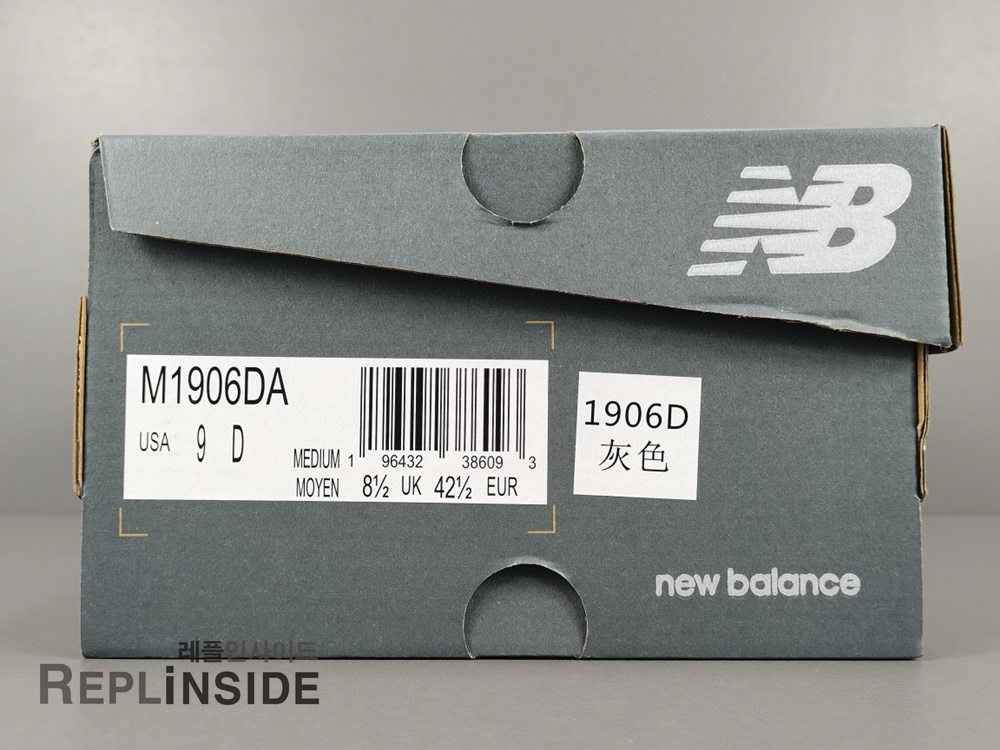 NB
M1906DA
USA 9 D
MEDIUM 1 96432 38609 3
MOYEN 8½ UK 42½ EUR
1906D
灰色
new balance
레플인사이드
REPLINSIDE